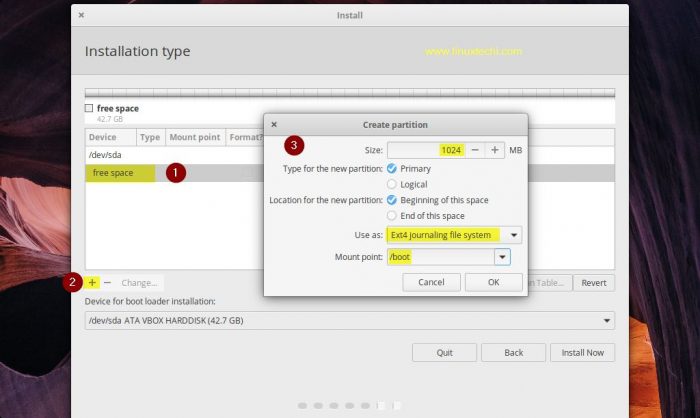 Install
Installation type
www.linuxtechi.com
free space
42.7 GB
Device Type Mount point Format?
/dev/sda
free space
1
2
+ − Change...
Table...
Revert
Device for boot loader installation:
/dev/sda ATA VBOX HARDDISK (42.7 GB)
Quit
Back
Install Now
Create partition
3
Size: 1024 − + MB
Type for the new partition: Primary
Logical
Location for the new partition: Beginning of this space
End of this space
Use as: Ext4 journaling file system
Mount point: /boot
Cancel
OK